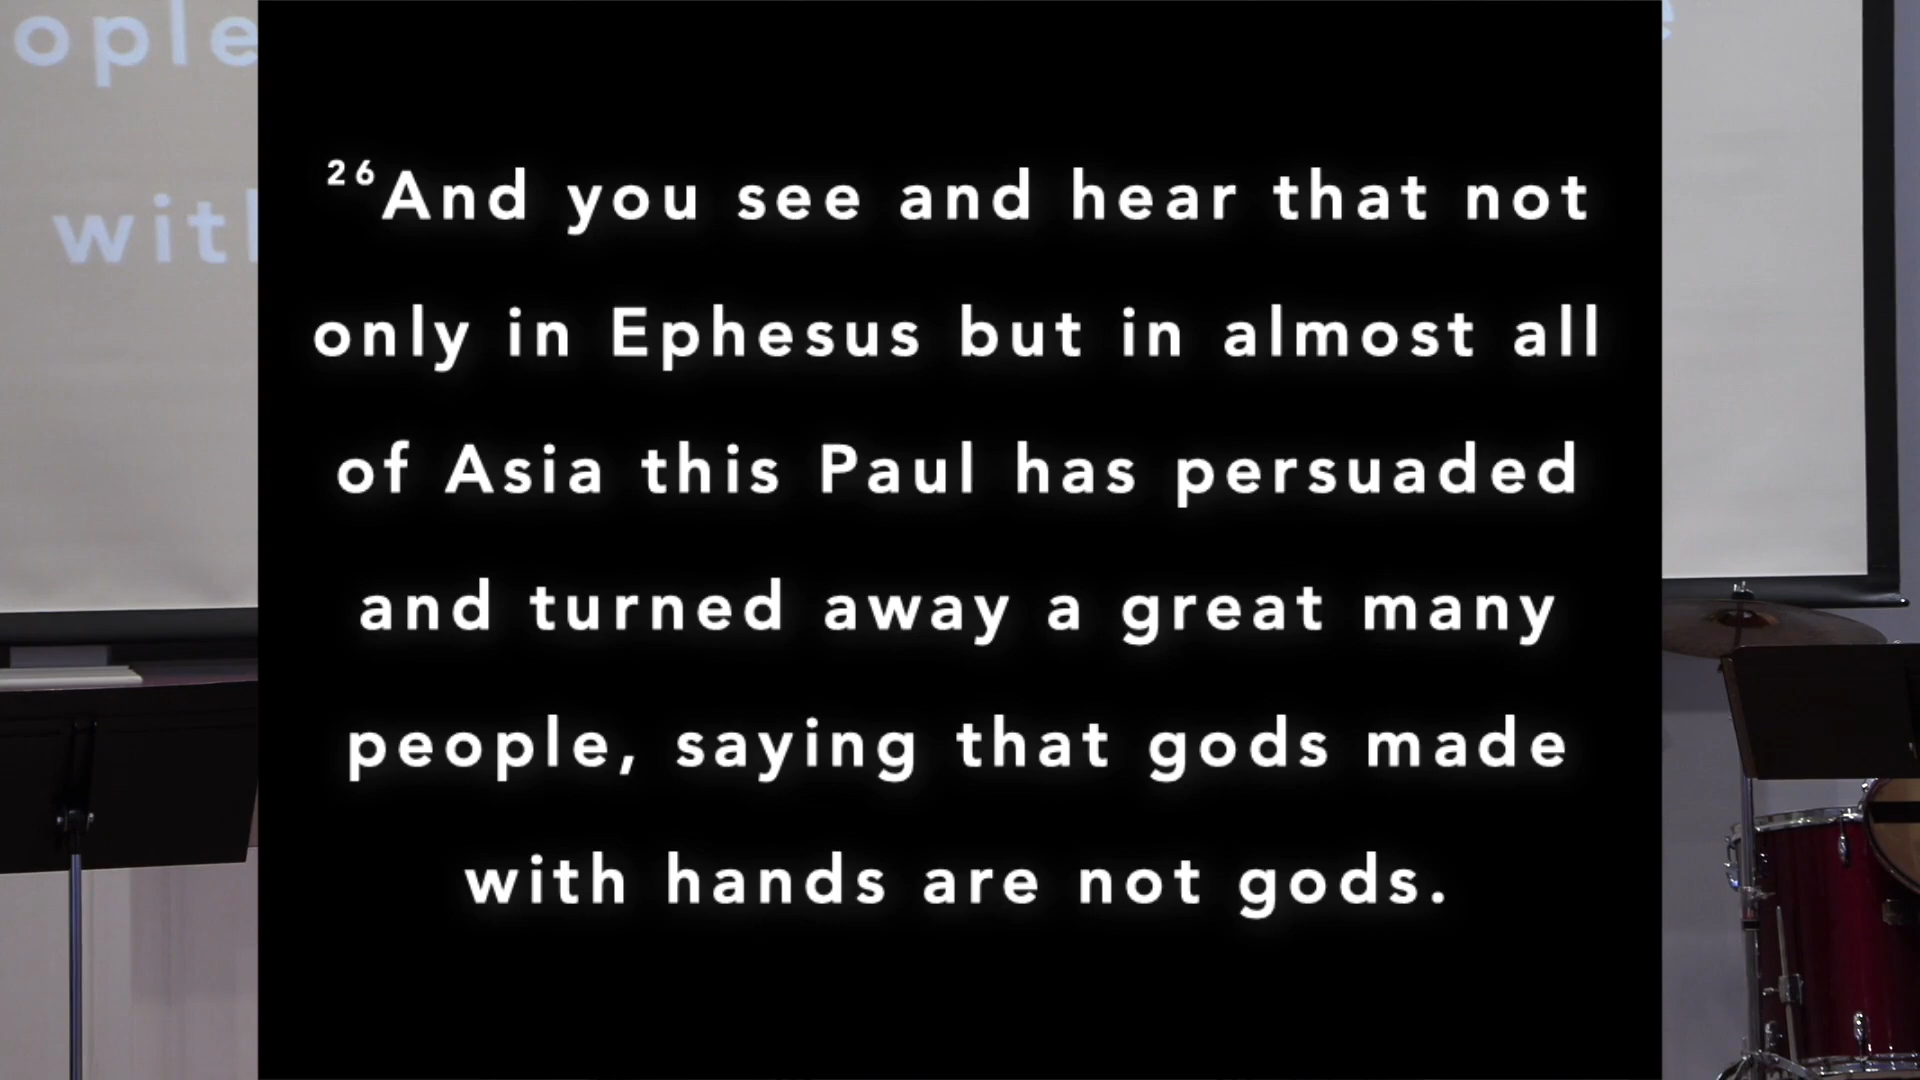 26And you see and hear that not
only in Ephesus but in almost all
of Asia this Paul has persuaded
and turned away a great many
people, saying that gods made
with hands are not gods.